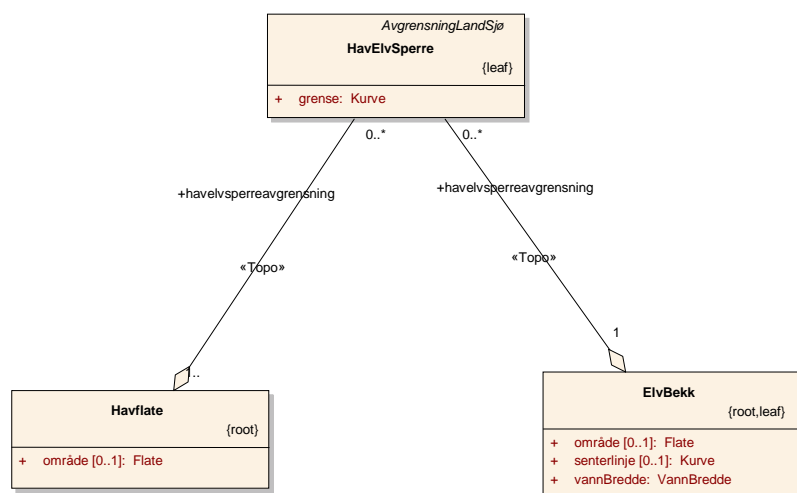 AvgrensningLandSjø
HavElvSperre
{leaf}
+ grense: Kurve
0..* 0..*
+havelvsperreavgrensning
+havelvsperreavgrensning
«Topo»
«Topo»
1
1..
Havflate
{root}
+ område [0..1]: Flate
ElvBekk
{root,leaf}
+ område [0..1]: Flate
+ senterlinje [0..1]: Kurve
+ vannBredde: VannBredde